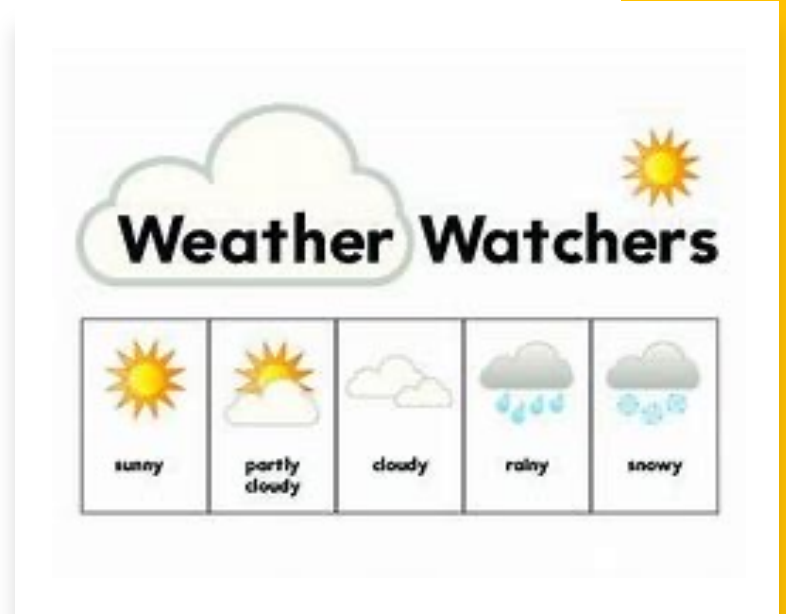 Weather Watchers
sunny
partly
cloudy
cloudy
rainy
snowy